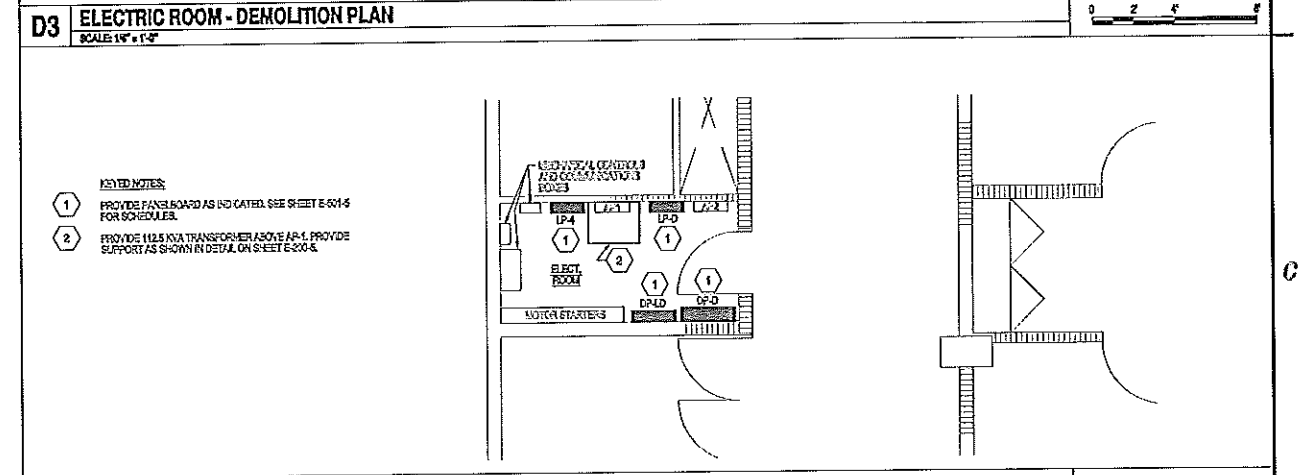 D3 ELECTRIC ROOM - DEMOLITION PLAN
SCALE: 1/4" = 1'-0"
0 2' 4' 8'
KEYED NOTES:
1 PROVIDE PANELBOARD AS INDICATED. SEE SHEET E-501-S
FOR SCHEDULES.
2 PROVIDE 112.5 KVA TRANSFORMER ABOVE AP-1. PROVIDE
SUPPORT AS SHOWN IN DETAIL ON SHEET E-200-S.
MECHANICAL CONTROLS
AND COMMUNICATIONS
BOXES
LP-4
AP-1
LP-D
AP-2
1
1
2
ELECT.
ROOM
1
1
DP-LD
DP-D
MOTOR STARTERS
C